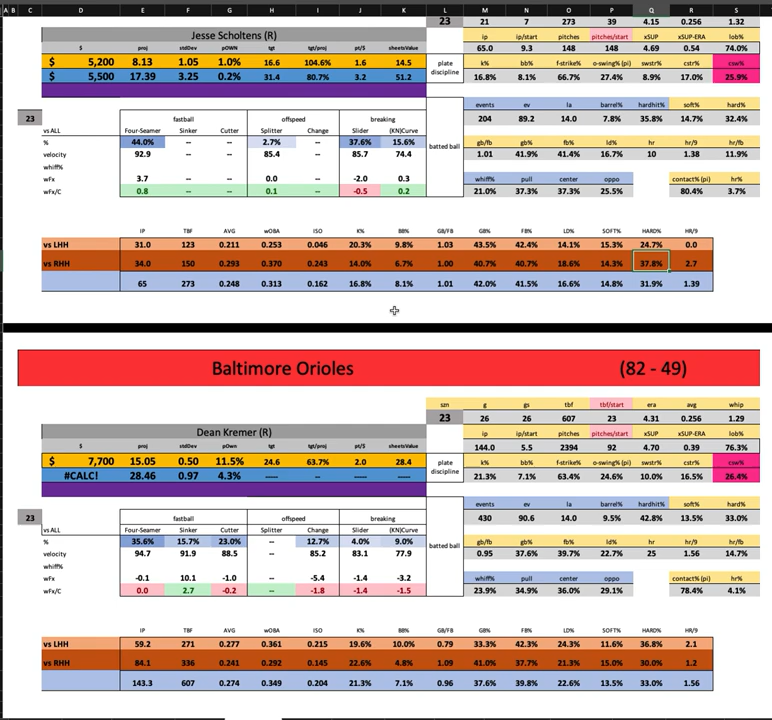 A B C D E F G H I J K L M N O P Q R S
23 21 7 273 39 4.15 0.256 1.32
Jesse Scholtens (R)
ip ip/start pitches pitches/start xSUP xSUP-ERA lob%
$ proj stdDev pOWN tgt tgt/proj pt/$ sheetsValue
65.0 9.3 148 148 4.69 0.54 74.0%
$ 5,200 8.13 1.05 1.0% 16.6 104.6% 1.6 14.5
plate discipline
k% bb% f-strike% o-swing% (pi) swstr% cstr% csw%
$ 5,500 17.39 3.25 0.2% 31.4 80.7% 3.2 51.2
16.8% 8.1% 66.7% 27.4% 8.9% 17.0% 25.9%
events ev la barrel% hardhit% soft% hard%
23 fastball offspeed breaking
204 89.2 14.0 7.8% 35.8% 14.7% 32.4%
vs ALL Four-Seamer Sinker Cutter Splitter Change Slider (KN)Curve
batted ball
% 44.0% -- -- 2.7% -- 37.6% 15.6%
gb/fb gb% fb% ld% hr hr/9 hr/fb
velocity 92.9 -- -- 85.4 -- 85.7 74.4
1.01 41.9% 41.4% 16.7% 10 1.38 11.9%
whiff%
wFx 3.7 0.0 -2.0 0.3
whiff% pull center oppo contact% (pi) hr%
wFx/C 0.8 -- -- 0.1 -- -0.5 0.2
21.0% 37.3% 37.3% 25.5% 80.4% 3.7%
IP TBF AVG wOBA ISO K% BB% GB/FB GB% FB% LD% SOFT% HARD% HR/9
vs LHH 31.0 123 0.211 0.253 0.046 20.3% 9.8% 1.03 43.5% 42.4% 14.1% 15.3% 24.7% 0.0
vs RHH 34.0 150 0.293 0.370 0.243 14.0% 6.7% 1.00 40.7% 40.7% 18.6% 14.3% 37.8% 2.7
65 273 0.248 0.313 0.162 16.8% 8.1% 1.01 42.0% 41.5% 16.6% 14.8% 31.9% 1.39
Baltimore Orioles (82 - 49)
szn g gs tbf tbf/start era avg whip
23 26 26 607 23 4.31 0.256 1.29
Dean Kremer (R)
ip ip/start pitches pitches/start xSUP xSUP-ERA lob%
$ proj stdDev pOwn tgt tgt/proj pt/$ sheetsValue
144.0 5.5 2394 92 4.70 0.39 76.3%
$ 7,700 15.05 0.50 11.5% 24.6 63.7% 2.0 28.4
plate discipline
k% bb% f-strike% o-swing% (pi) swstr% cstr% csw%
#CALC! 28.46 0.97 4.3% ----- ----- -- -----
21.3% 7.1% 63.4% 24.6% 10.0% 16.5% 26.4%
events ev la barrel% hardhit% soft% hard%
23 fastball offspeed breaking
430 90.6 14.0 9.5% 42.8% 13.5% 33.0%
vs ALL Four-Seamer Sinker Cutter Splitter Change Slider (KN)Curve
batted ball
% 35.6% 15.7% 23.0% -- 12.7% 4.0% 9.0%
gb/fb gb% fb% ld% hr hr/9 hr/fb
velocity 94.7 91.9 88.5 -- 85.2 83.1 77.9
0.95 37.6% 39.7% 22.7% 25 1.56 14.7%
whiff%
wFx -0.1 10.1 -1.0 -5.4 -1.4 -3.2
whiff% pull center oppo contact% (pi) hr%
wFx/C 0.0 2.7 -0.2 -- -1.8 -1.4 -1.5
23.9% 34.9% 36.0% 29.1% 78.4% 4.1%
IP TBF AVG wOBA ISO K% BB% GB/FB GB% FB% LD% SOFT% HARD% HR/9
vs LHH 59.2 271 0.277 0.361 0.215 19.6% 10.0% 0.79 33.3% 42.3% 24.3% 11.6% 36.8% 2.1
vs RHH 84.1 336 0.241 0.292 0.145 22.6% 4.8% 1.09 41.0% 37.7% 21.3% 15.0% 30.0% 1.2
143.3 607 0.274 0.349 0.204 21.3% 7.1% 0.96 37.6% 39.8% 22.6% 13.5% 33.0% 1.56